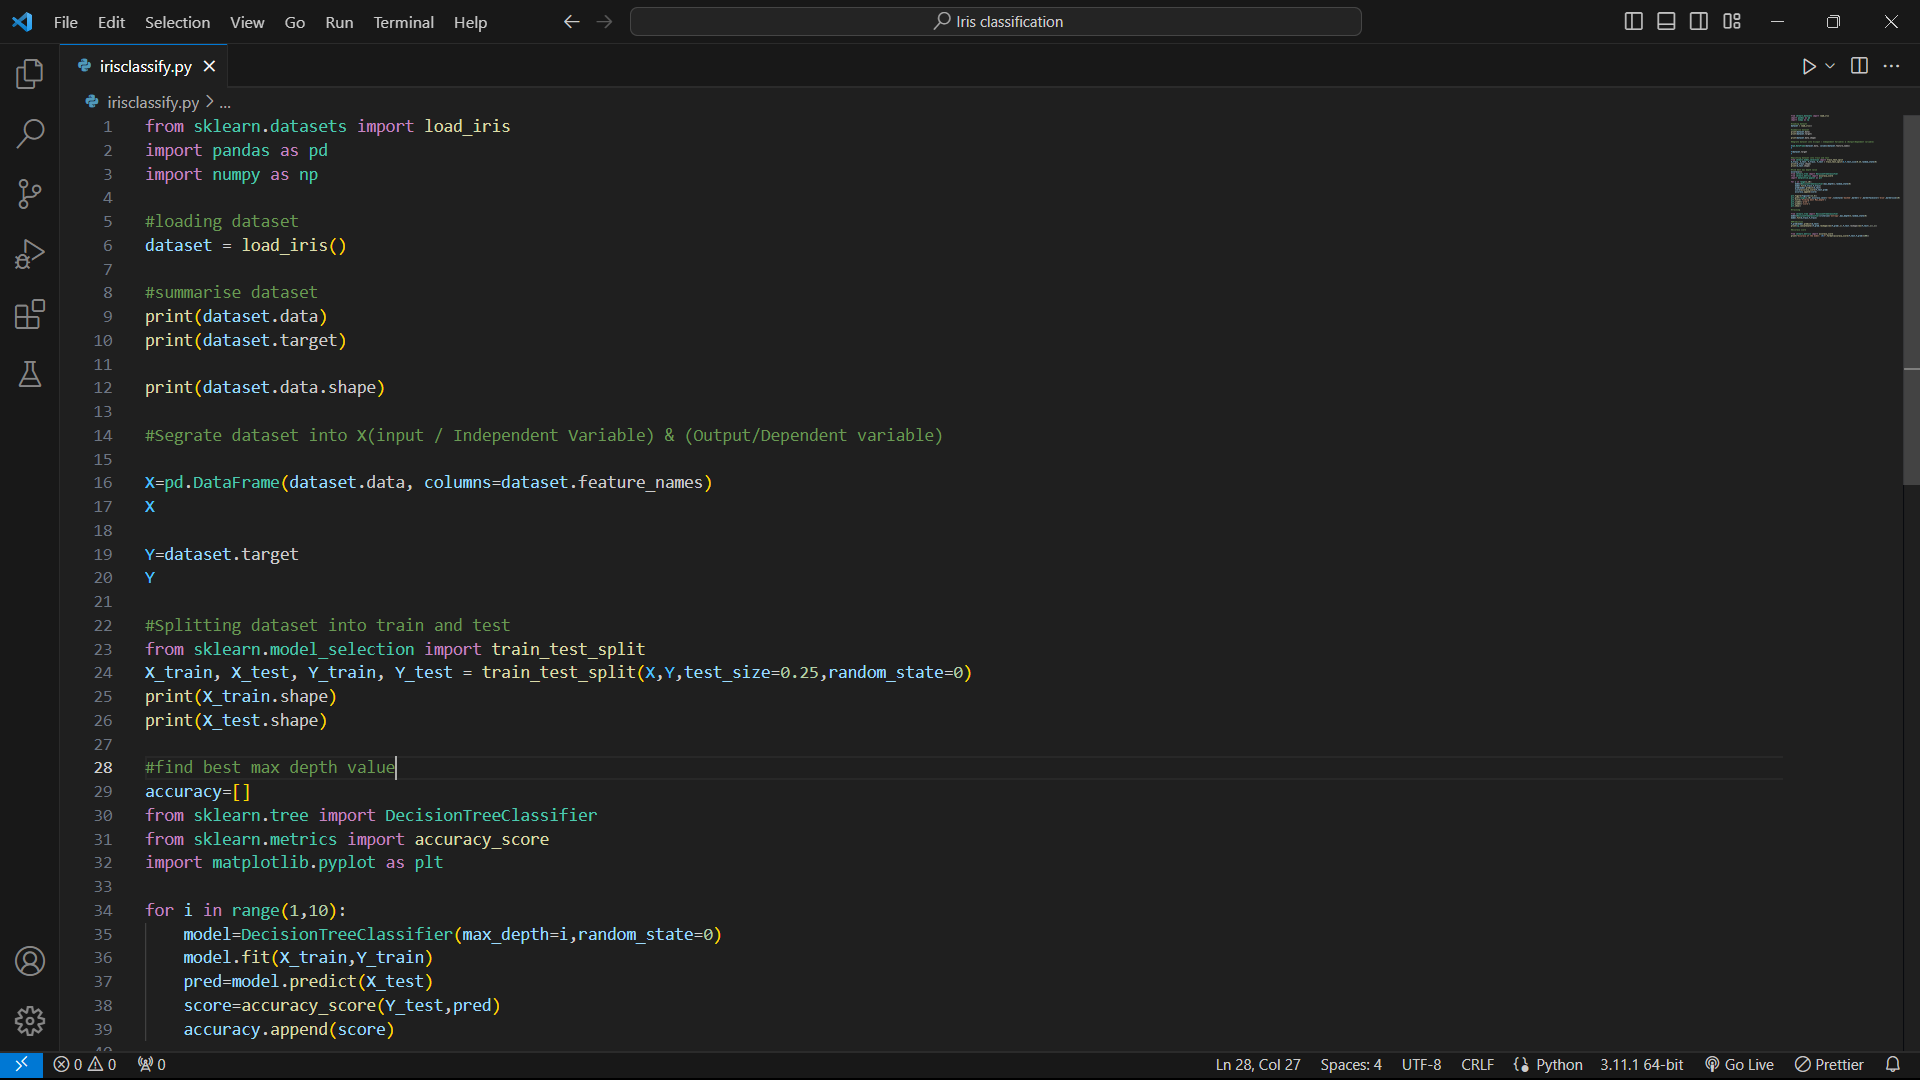 File Edit Selection View Go Run Terminal Help Iris classification
irisclassify.py
irisclassify.py > ...
1 from sklearn.datasets import load_iris
2 import pandas as pd
3 import numpy as np
4
5 #loading dataset
6 dataset = load_iris()
7
8 #summarise dataset
9 print(dataset.data)
10 print(dataset.target)
11
12 print(dataset.data.shape)
13
14 #Segrate dataset into X(input / Independent Variable) & (Output/Dependent variable)
15
16 X=pd.DataFrame(dataset.data, columns=dataset.feature_names)
17 X
18
19 Y=dataset.target
20 Y
21
22 #Splitting dataset into train and test
23 from sklearn.model_selection import train_test_split
24 X_train, X_test, Y_train, Y_test = train_test_split(X,Y,test_size=0.25,random_state=0)
25 print(X_train.shape)
26 print(X_test.shape)
27
28 #find best max depth value
29 accuracy=[]
30 from sklearn.tree import DecisionTreeClassifier
31 from sklearn.metrics import accuracy_score
32 import matplotlib.pyplot as plt
33
34 for i in range(1,10):
35     model=DecisionTreeClassifier(max_depth=i,random_state=0)
36     model.fit(X_train,Y_train)
37     pred=model.predict(X_test)
38     score=accuracy_score(Y_test,pred)
39     accuracy.append(score)
0 0 0 Ln 28, Col 27 Spaces: 4 UTF-8 CRLF Python 3.11.1 64-bit Go Live Prettier